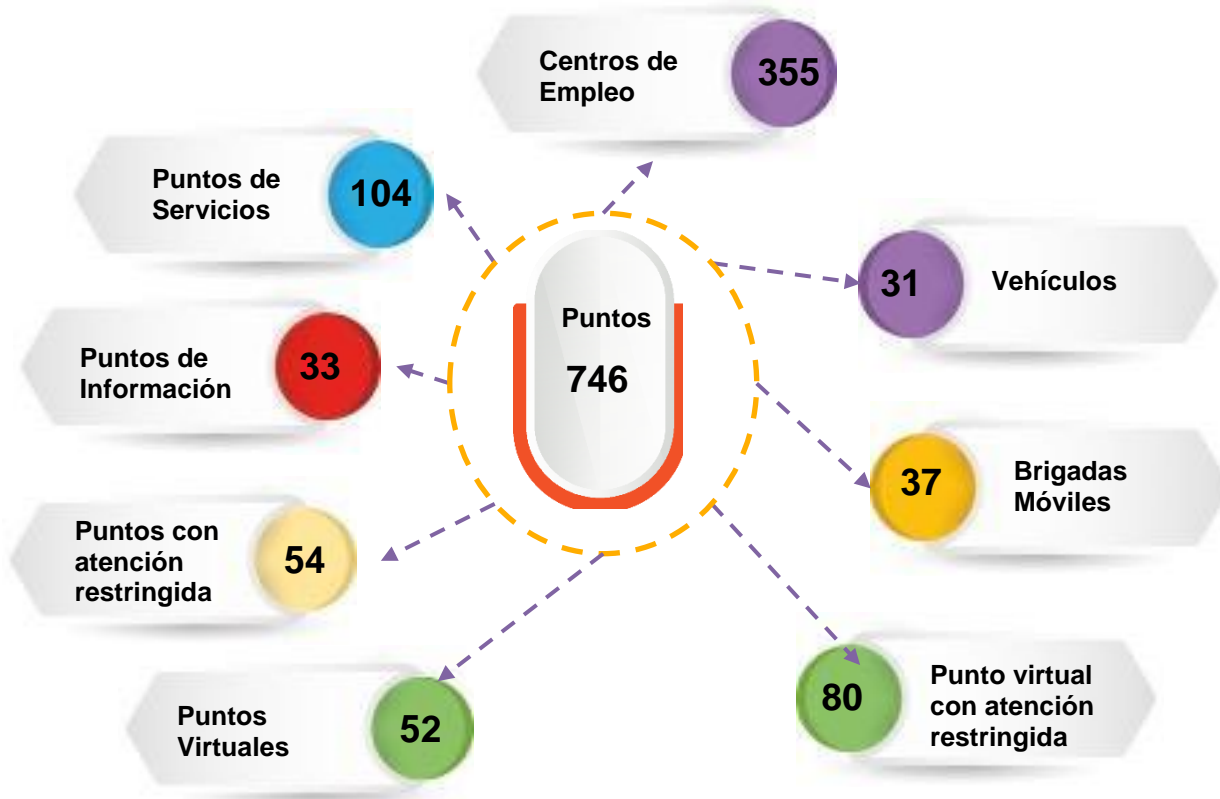 Centros de
Empleo
355
Puntos de
Servicios
104
Vehículos
31
Puntos
746
Puntos de
Información
33
Brigadas
Móviles
37
Puntos con
atención
restringida
54
Punto virtual
con atención
restringida
80
Puntos
Virtuales
52